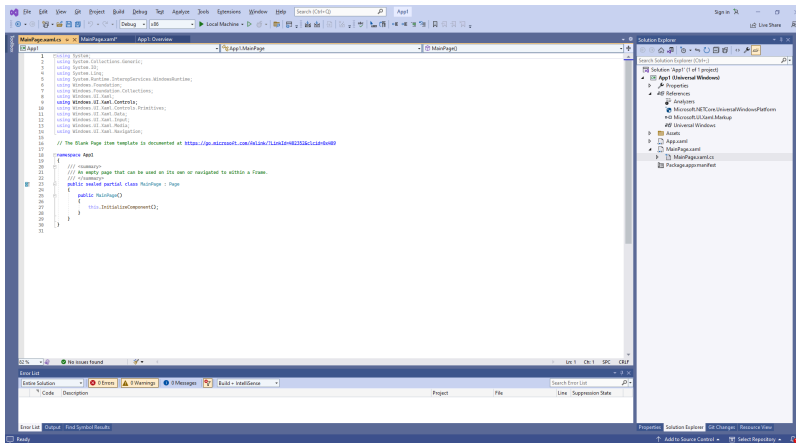 File Edit View Git Project Build Debug Test Analyze Tools Extensions Window Help Search (Ctrl+Q) App1 Sign in
Debug x86 Local Machine Live Share
Toolbox
MainPage.xaml.cs MainPage.xaml* App1: Overview
App1 App1.MainPage MainPage()
1 using System;
2 using System.Collections.Generic;
3 using System.IO;
4 using System.Linq;
5 using System.Runtime.InteropServices.WindowsRuntime;
6 using Windows.Foundation;
7 using Windows.Foundation.Collections;
8 using Windows.UI.Xaml;
9 using Windows.UI.Xaml.Controls;
10 using Windows.UI.Xaml.Controls.Primitives;
11 using Windows.UI.Xaml.Data;
12 using Windows.UI.Xaml.Input;
13 using Windows.UI.Xaml.Media;
14 using Windows.UI.Xaml.Navigation;
15
16 // The Blank Page item template is documented at https://go.microsoft.com/fwlink/?LinkId=402352&clcid=0x409
17
18 namespace App1
19 {
20 /// <summary>
21 /// An empty page that can be used on its own or navigated to within a Frame.
22 /// </summary>
23 public sealed partial class MainPage : Page
24 {
25 public MainPage()
26 {
27 this.InitializeComponent();
28 }
29 }
30 }
31
82 % No issues found Ln: 1 Ch: 1 SPC CRLF
Error List
Entire Solution 0 Errors 0 Warnings 0 Messages Build + IntelliSense Search Error List
Code Description Project File Line Suppression State
Error List Output Find Symbol Results
Solution Explorer
Search Solution Explorer (Ctrl+;)
Solution 'App1' (1 of 1 project)
App1 (Universal Windows)
Properties
References
Analyzers
Microsoft.NETCore.UniversalWindowsPlatform
Microsoft.UI.Xaml.Markup
Universal Windows
Assets
App.xaml
MainPage.xaml
MainPage.xaml.cs
Package.appxmanifest
Properties Solution Explorer Git Changes Resource View
Ready Add to Source Control Select Repository